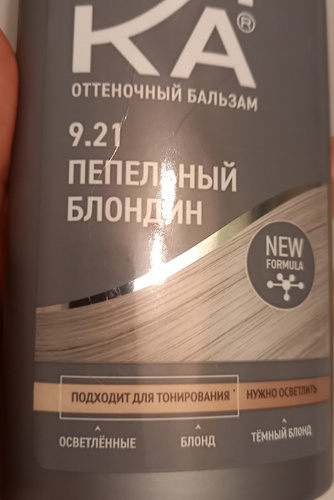 КА®
ОТТЕНОЧНЫЙ БАЛЬЗАМ
9.21
ПЕПЕЛЬНЫЙ
БЛОНДИН
NEW
FORMULA
ПОДХОДИТ ДЛЯ ТОНИРОВАНИЯ* НУЖНО ОСВЕТЛИТЬ
ОСВЕТЛЁННЫЕ БЛОНД ТЁМНЫЙ БЛОНД